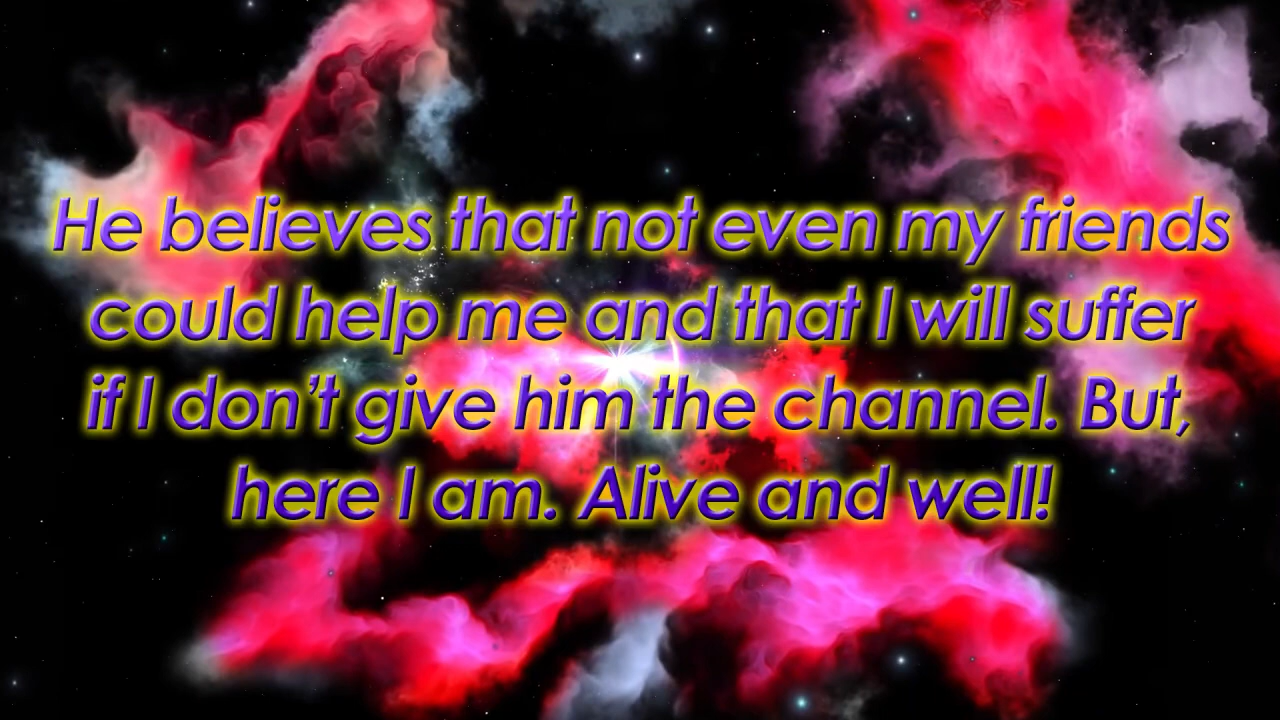 He believes that not even my friends
could help me and that I will suffer
if I don't give him the channel. But,
here I am. Alive and well!